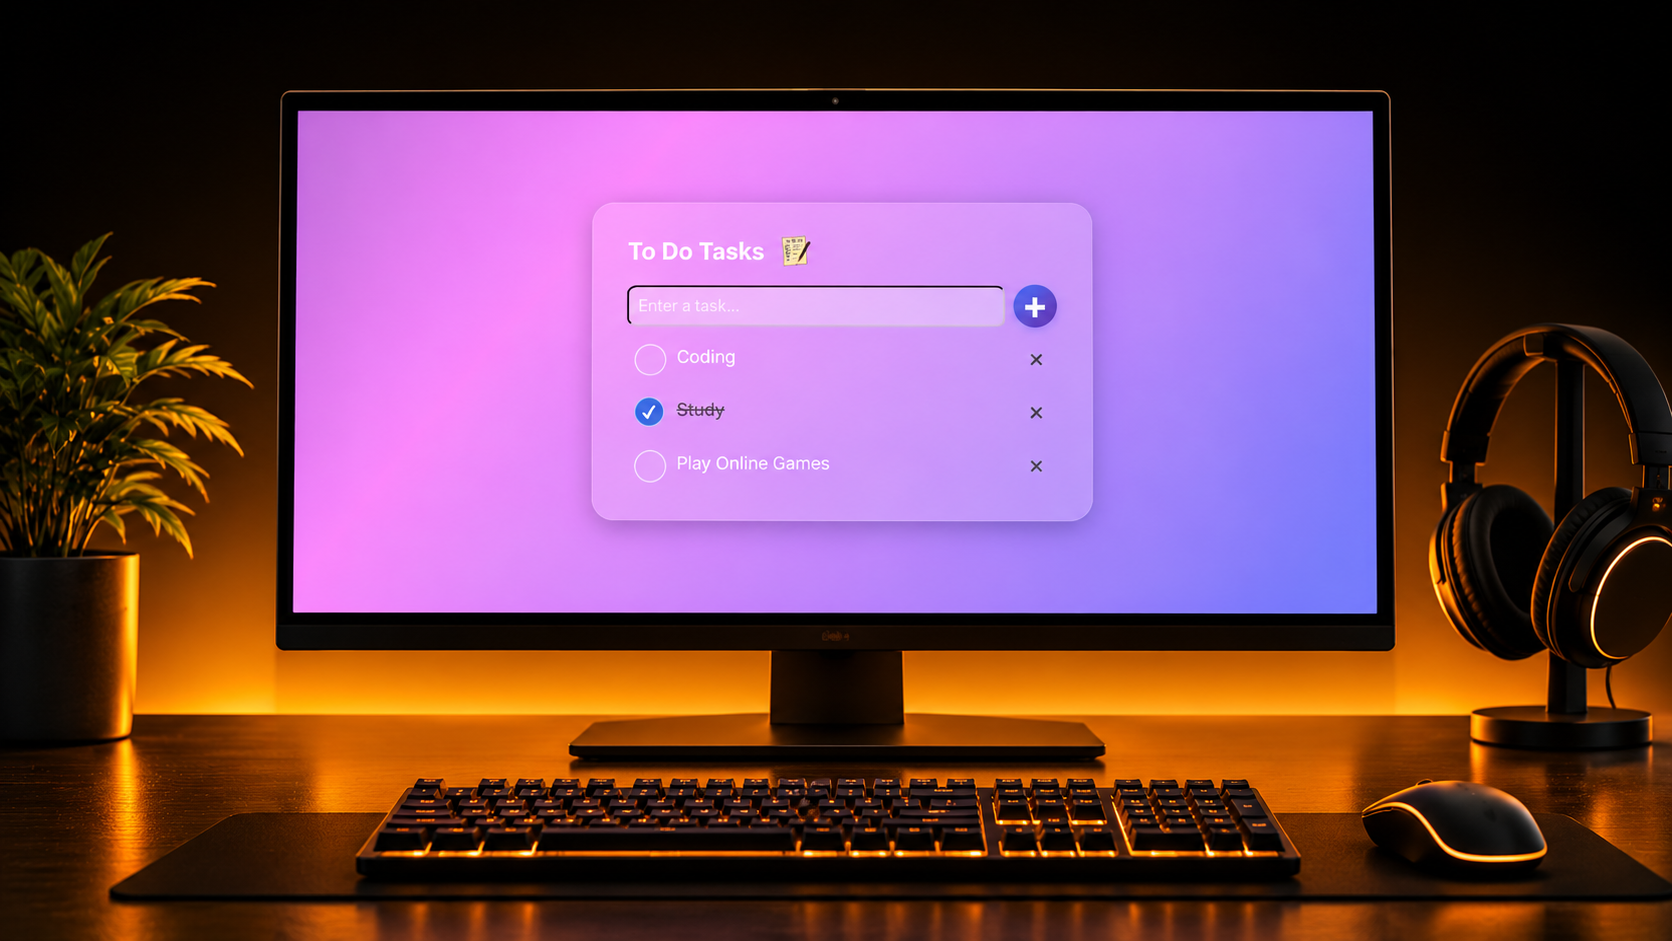 To Do Tasks
Enter a task...
Coding
Study
Play Online Games